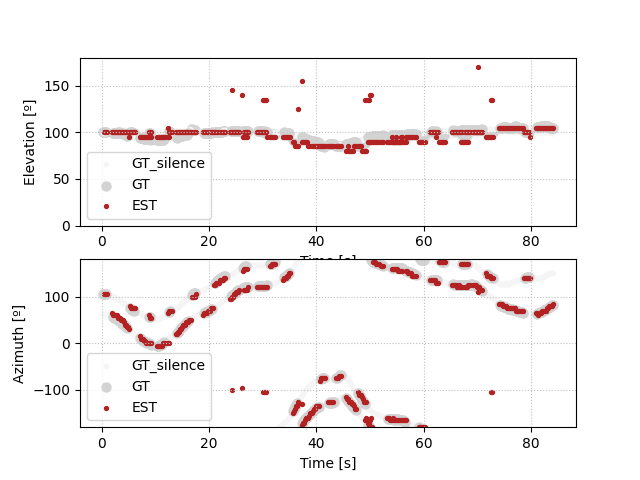 Elevation [º]
150
100
50
0
GT_silence
GT
EST
0 20 40 60 80
Time [s]
Azimuth [º]
100
0
−100
GT_silence
GT
EST
0 20 40 60 80
Time [s]